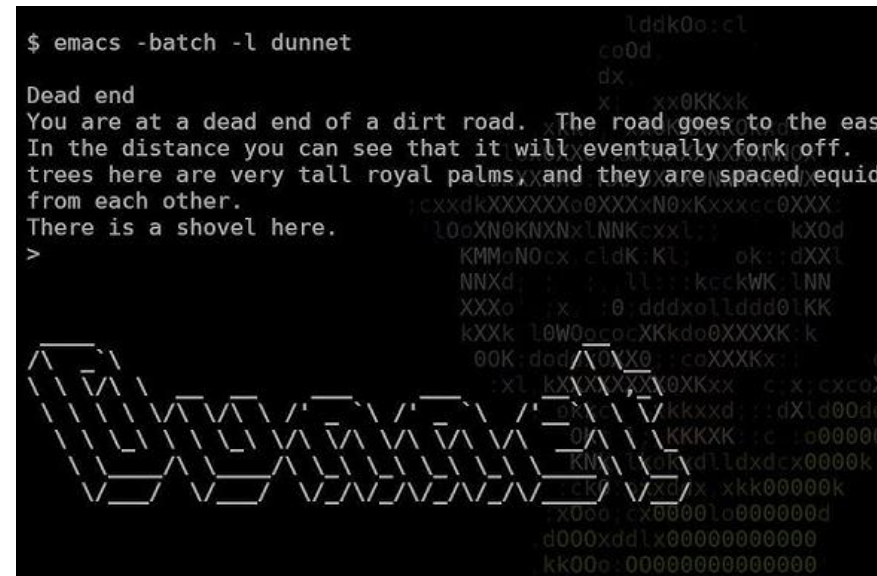 $ emacs -batch -l dunnet
Dead end
You are at a dead end of a dirt road. The road goes to the eas
In the distance you can see that it will eventually fork off.
trees here are very tall royal palms, and they are spaced equid
from each other.
There is a shovel here.
>
Dunnet